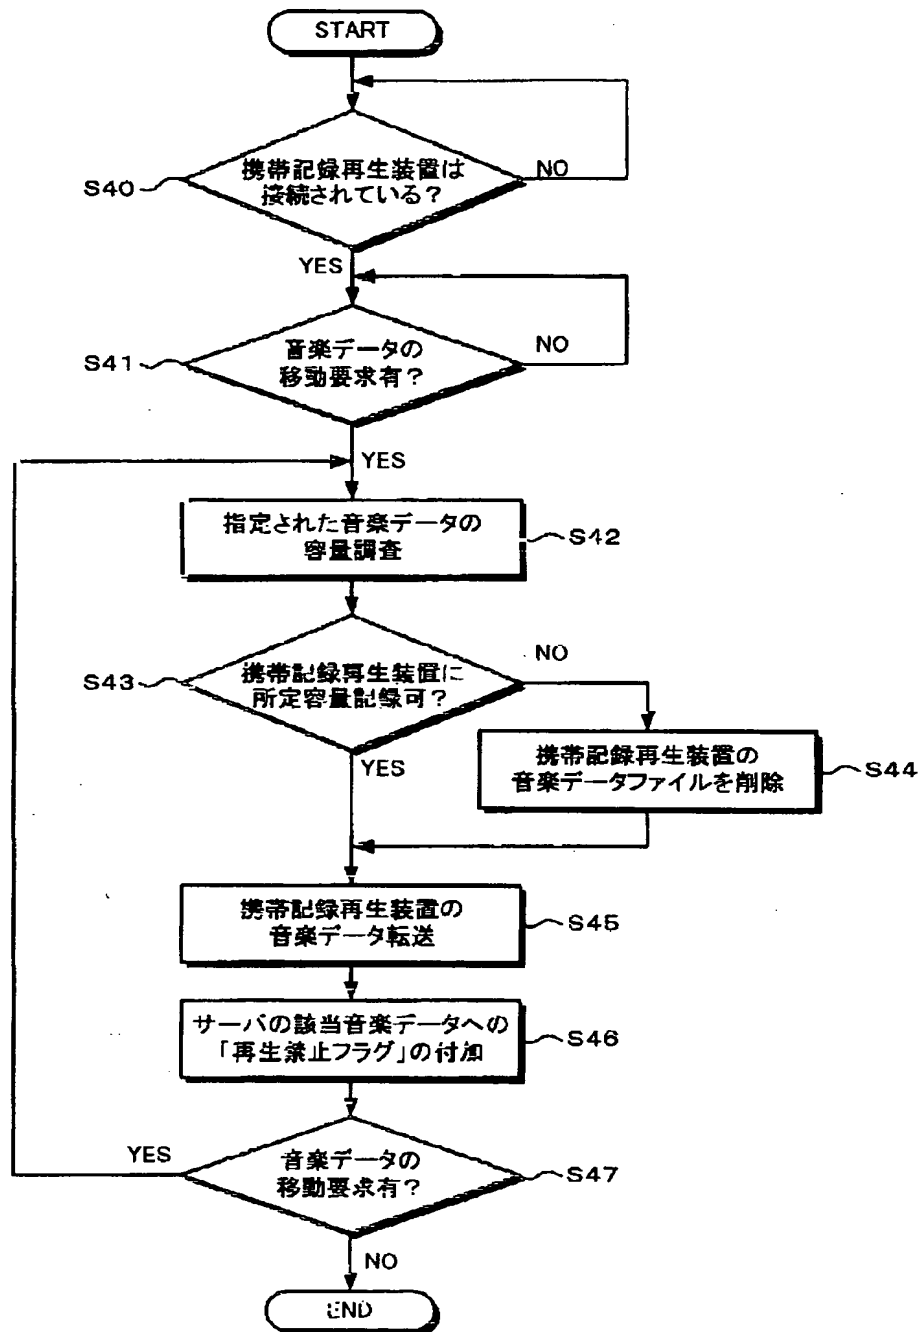 START
S40
携帯記録再生装置は
接続されている？
NO
YES
S41
音楽データの
移動要求有？
NO
YES
指定された音楽データの
容量調査
S42
S43
携帯記録再生装置に
所定容量記録可？
NO
YES
携帯記録再生装置の
音楽データファイルを削除
S44
携帯記録再生装置の
音楽データ転送
S45
サーバの該当音楽データへの
「再生禁止フラグ」の付加
S46
YES
音楽データの
移動要求有？
S47
NO
END